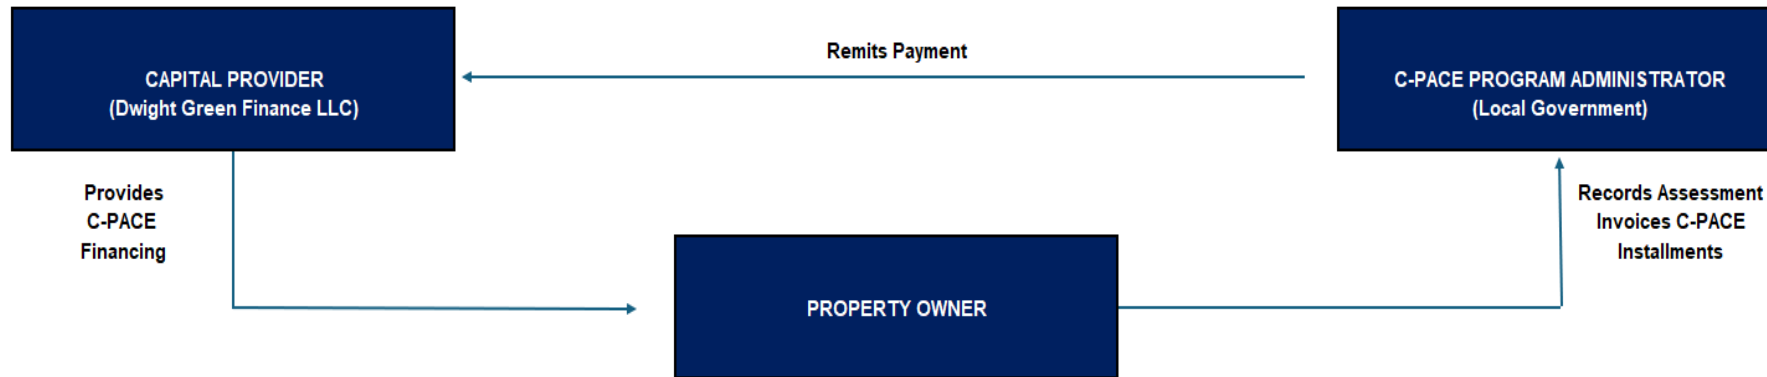 Remits Payment
CAPITAL PROVIDER
(Dwight Green Finance LLC)
C-PACE PROGRAM ADMINISTRATOR
(Local Government)
Provides
C-PACE
Financing
Records Assessment
Invoices C-PACE
Installments
PROPERTY OWNER